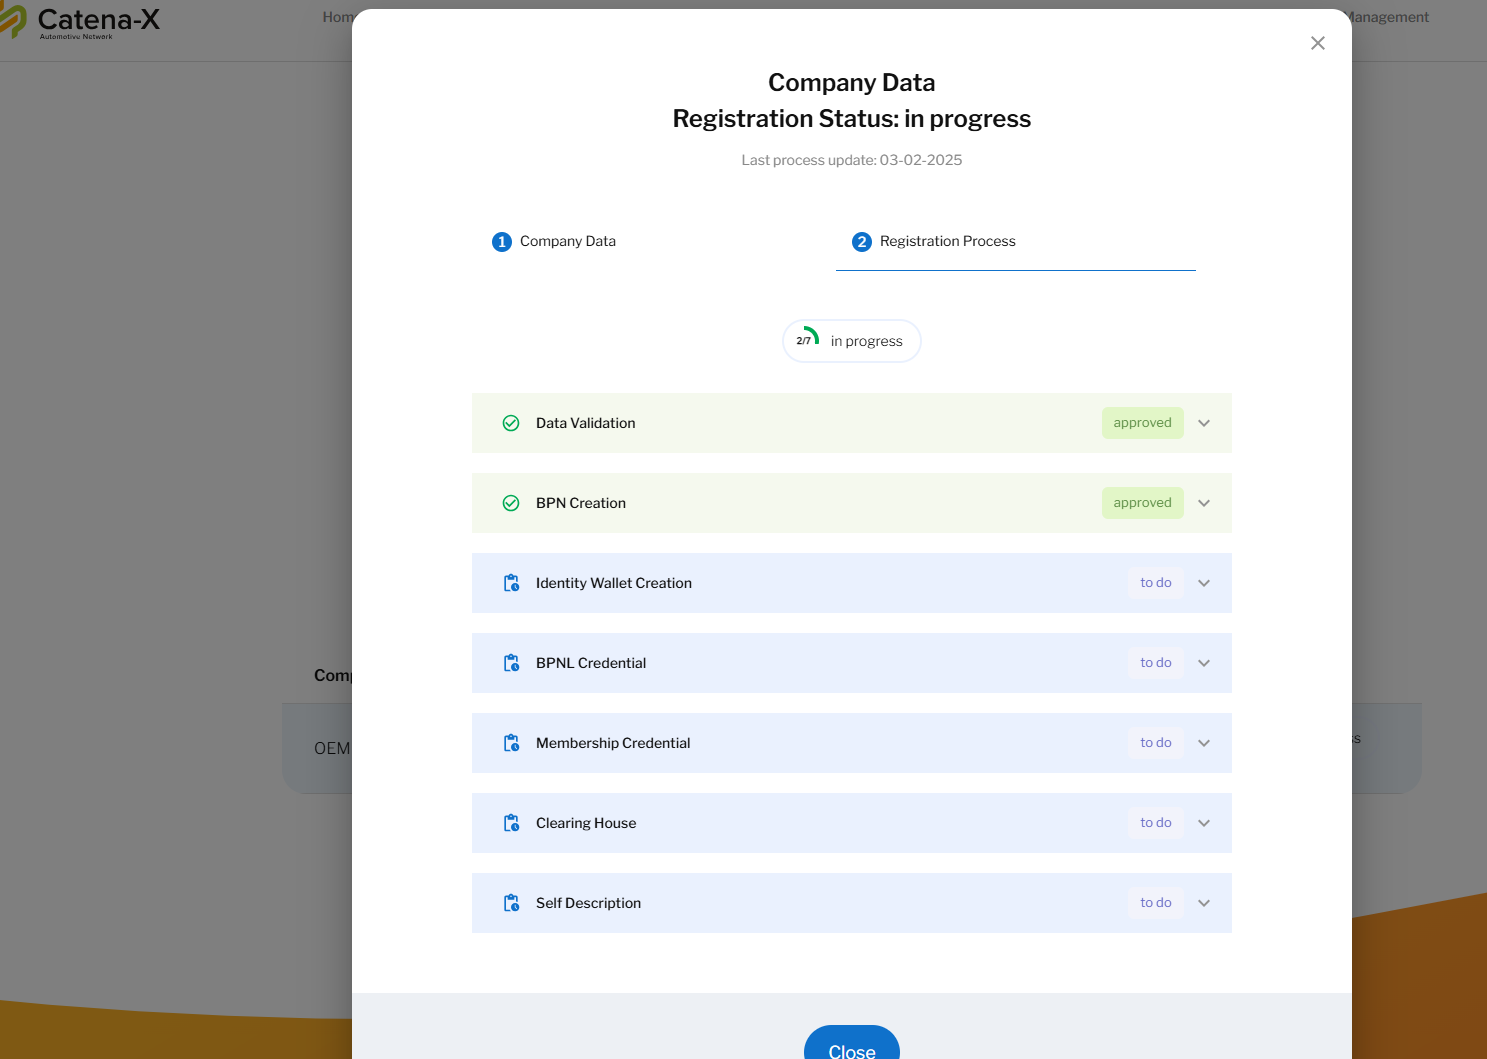 Catena-X
Automotive Network
Hom
Management
Company Data
Registration Status: in progress
Last process update: 03-02-2025
1 Company Data
2 Registration Process
2/7 in progress
Data Validation approved
BPN Creation approved
Identity Wallet Creation to do
BPNL Credential to do
Comp
Membership Credential to do
OEM
ss
Clearing House to do
Self Description to do
Close